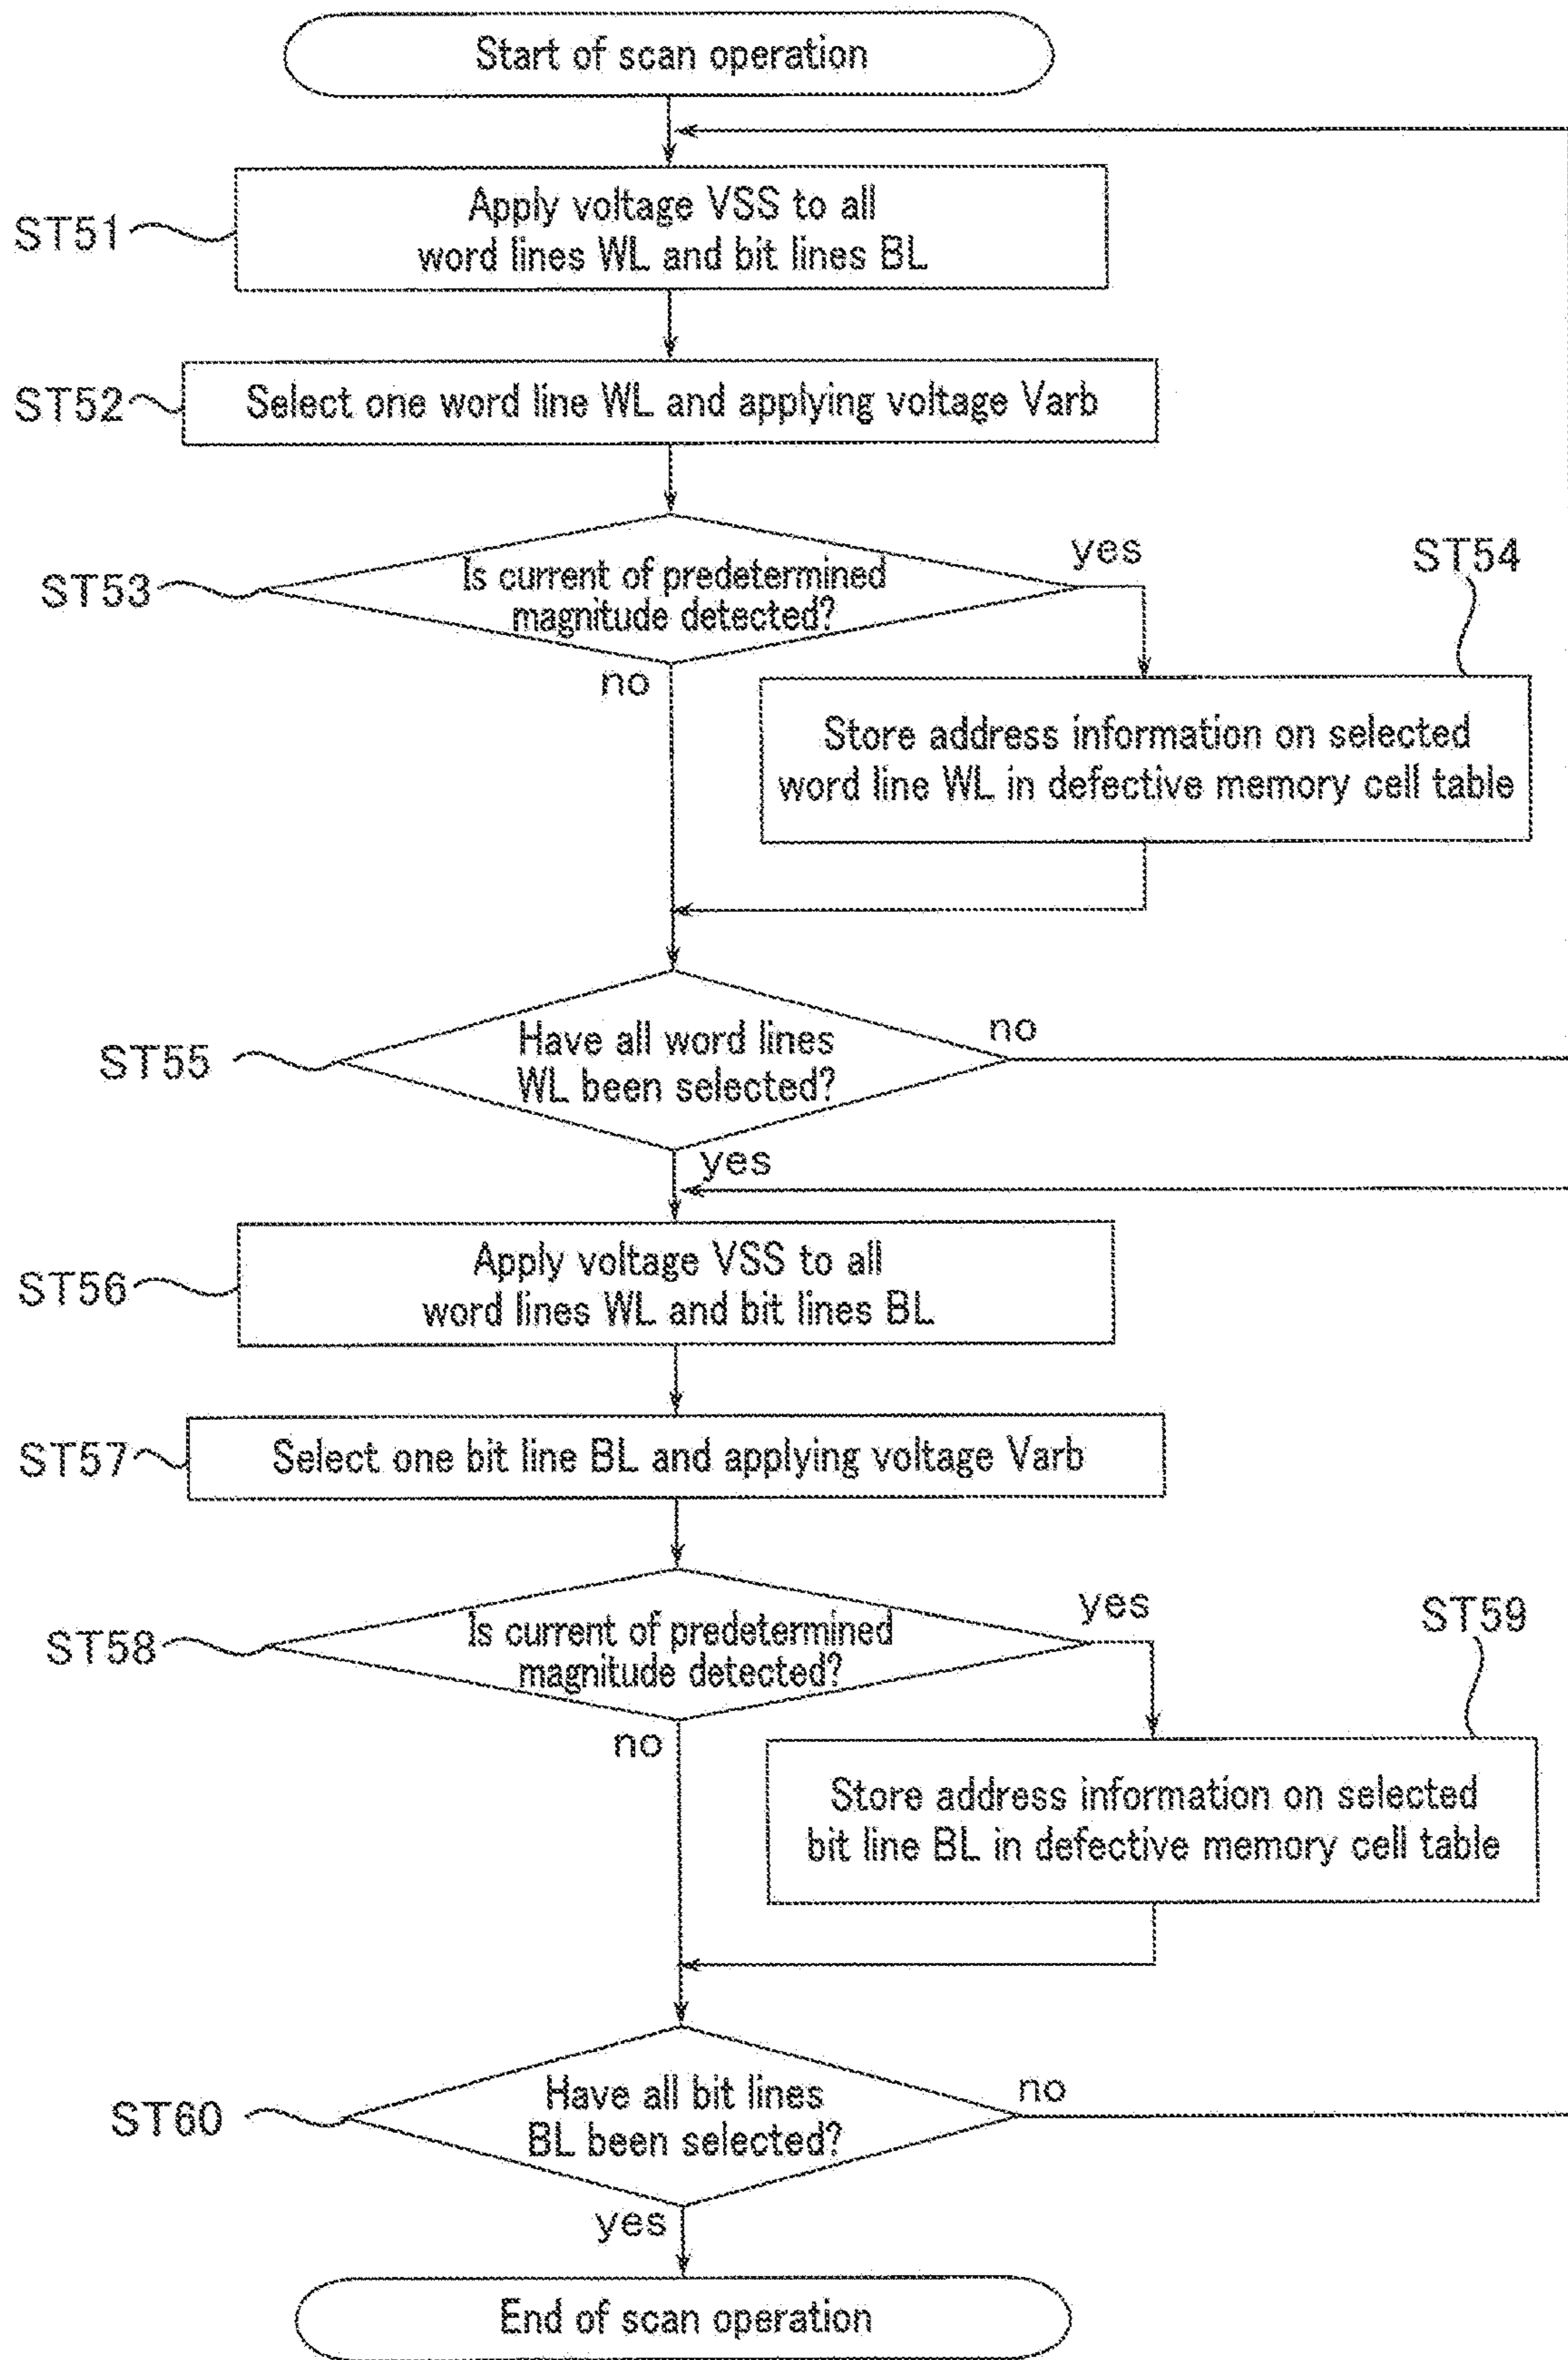 Start of scan operation
ST51
Apply voltage VSS to all
word lines WL and bit lines BL
ST52
Select one word line WL and applying voltage Varb
ST53
Is current of predetermined
magnitude detected?
yes
no
ST54
Store address information on selected
word line WL in defective memory cell table
ST55
Have all word lines
WL been selected?
no
yes
ST56
Apply voltage VSS to all
word lines WL and bit lines BL
ST57
Select one bit line BL and applying voltage Varb
ST58
Is current of predetermined
magnitude detected?
yes
no
ST59
Store address information on selected
bit line BL in defective memory cell table
ST60
Have all bit lines
BL been selected?
no
yes
End of scan operation